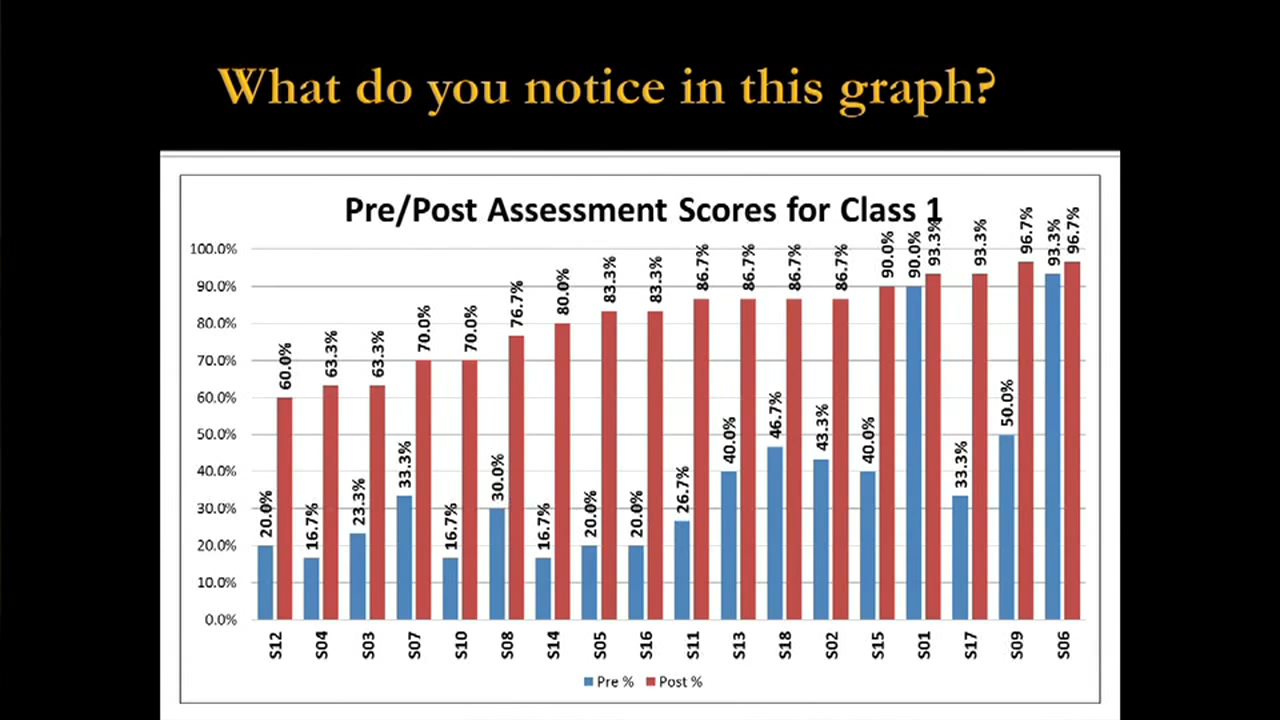 What do you notice in this graph?
Pre/Post Assessment Scores for Class 1
100.0%
90.0%
80.0%
70.0%
60.0%
50.0%
40.0%
30.0%
20.0%
10.0%
0.0%
20.0% 60.0% 16.7% 63.3% 23.3% 63.3% 33.3% 70.0% 16.7% 70.0% 30.0% 76.7% 16.7% 80.0% 20.0% 83.3% 20.0% 83.3% 26.7% 86.7% 40.0% 86.7% 46.7% 86.7% 43.3% 86.7% 40.0% 90.0% 90.0% 93.3% 33.3% 93.3% 50.0% 96.7% 93.3% 96.7%
S12 S04 S03 S07 S10 S08 S14 S05 S16 S11 S13 S18 S02 S15 S01 S17 S09 S06
Pre % Post %